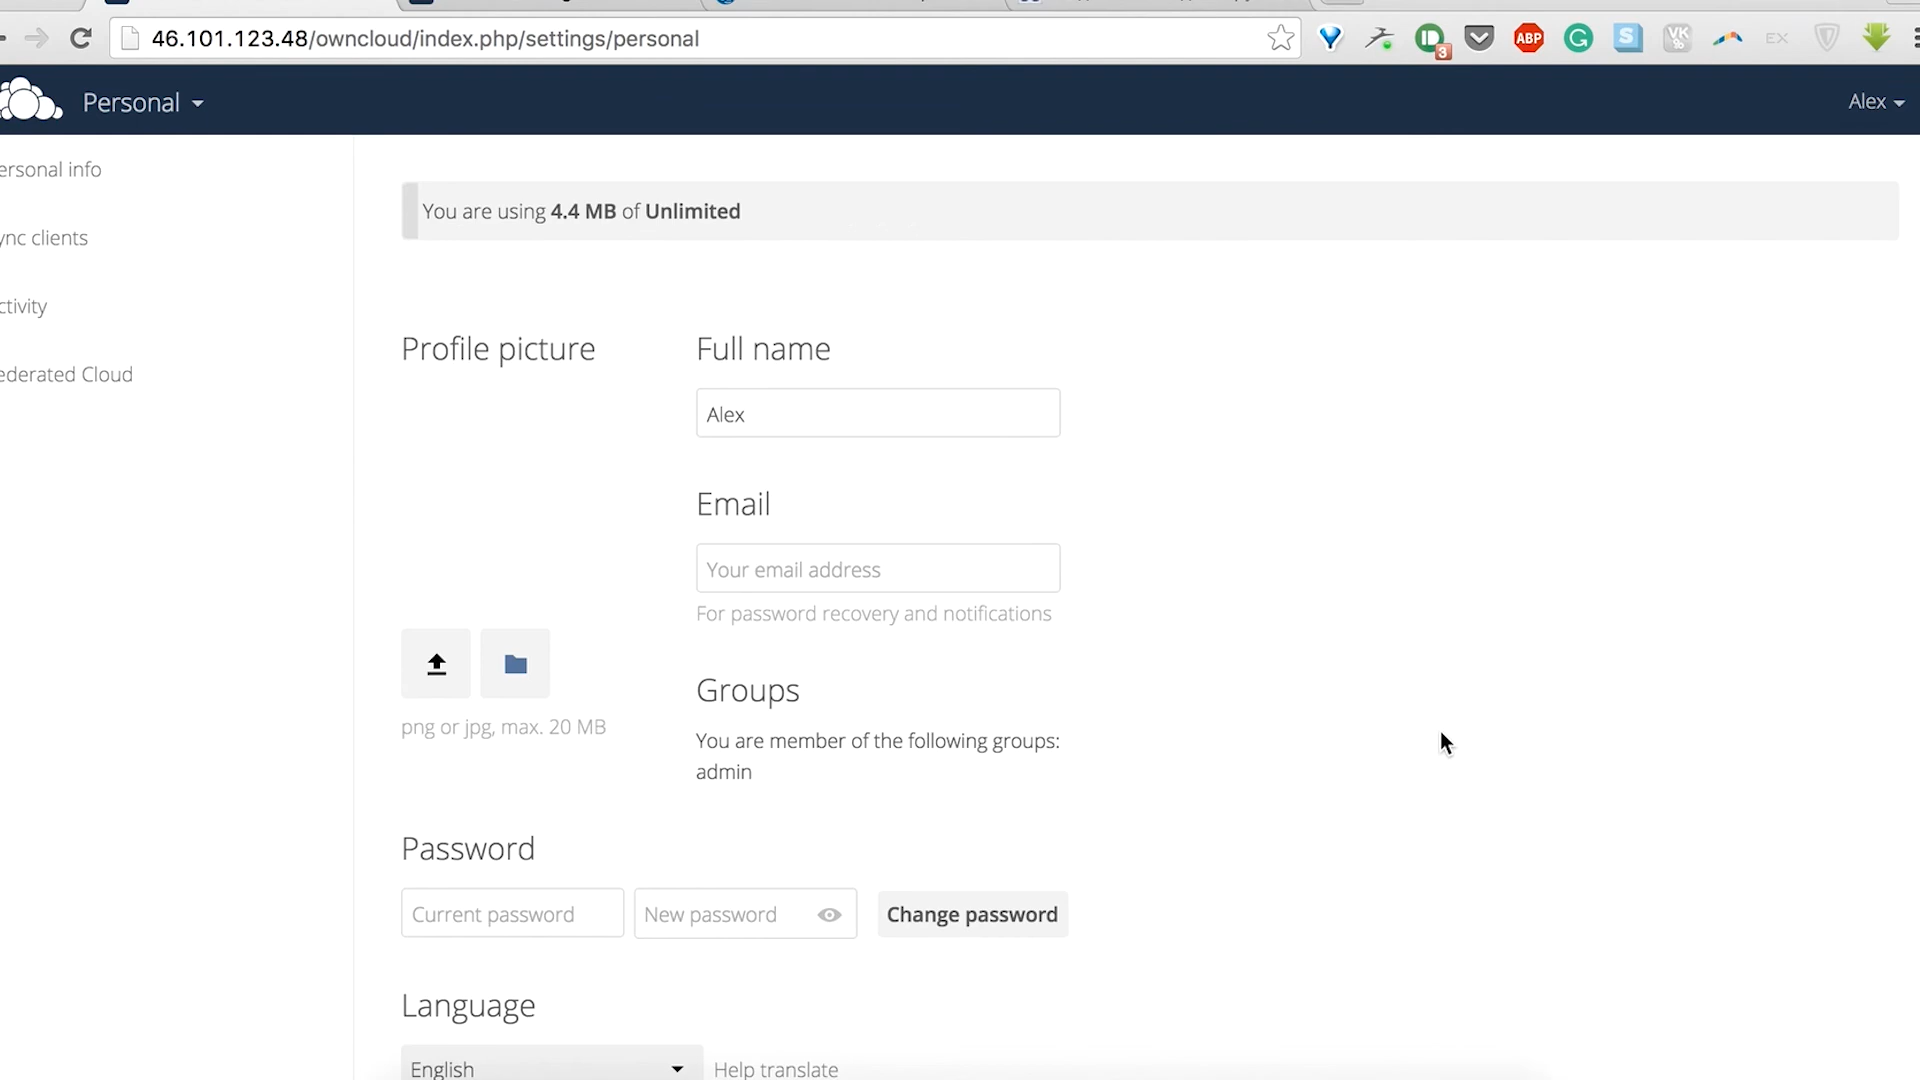 46.101.123.48/owncloud/index.php/settings/personal
3
ABP
G
S
VK
EX
Personal
Alex
ersonal info
You are using 4.4 MB of Unlimited
ync clients
ctivity
ederated Cloud
Profile picture
Full name
Alex
Email
Your email address
For password recovery and notifications
png or jpg, max. 20 MB
Groups
You are member of the following groups:
admin
Password
Current password
New password
Change password
Language
English
Help translate